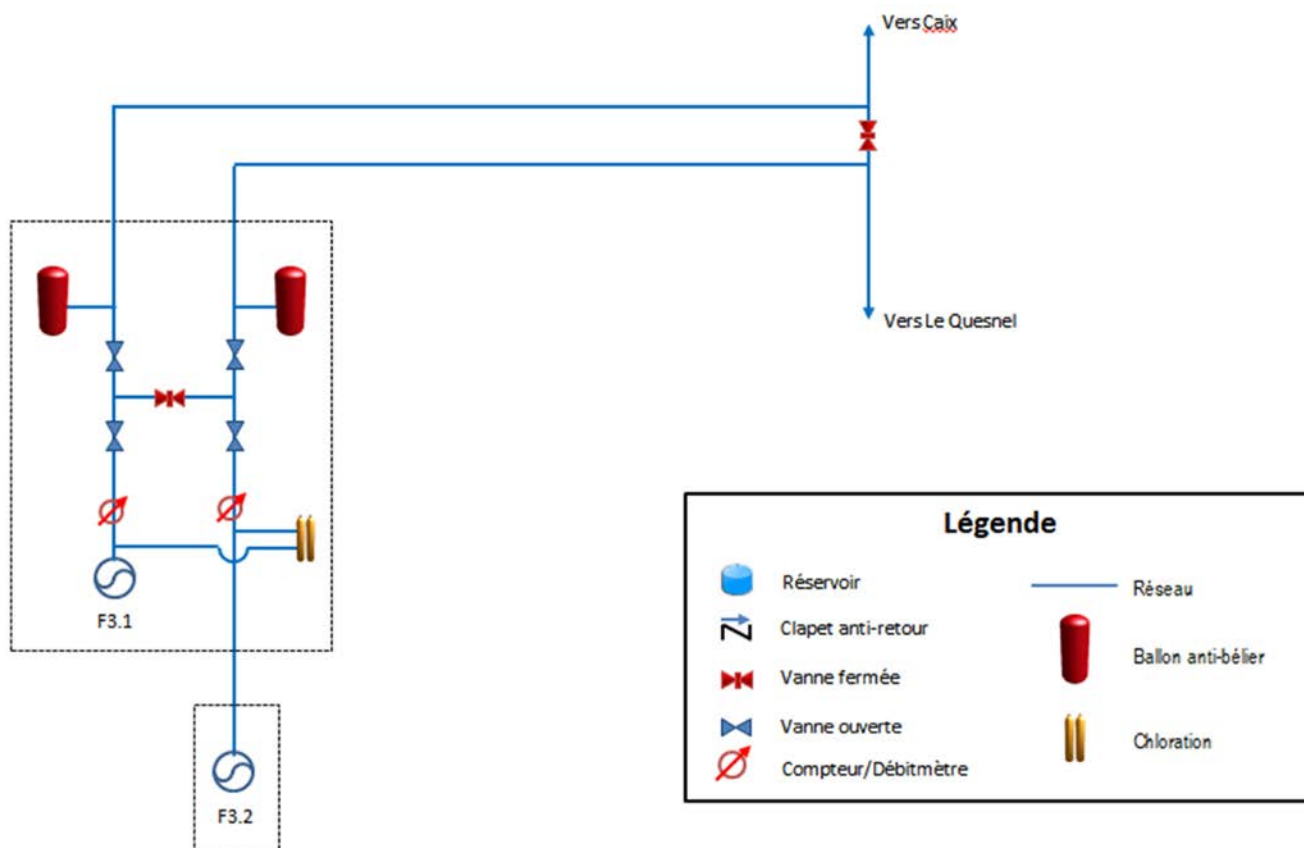 Vers Caix
Vers Le Quesnel
F3.1
F3.2
Légende
Réservoir
Clapet anti-retour
Vanne fermée
Vanne ouverte
Compteur/Débitmètre
Réseau
Ballon anti-bélier
Chloration